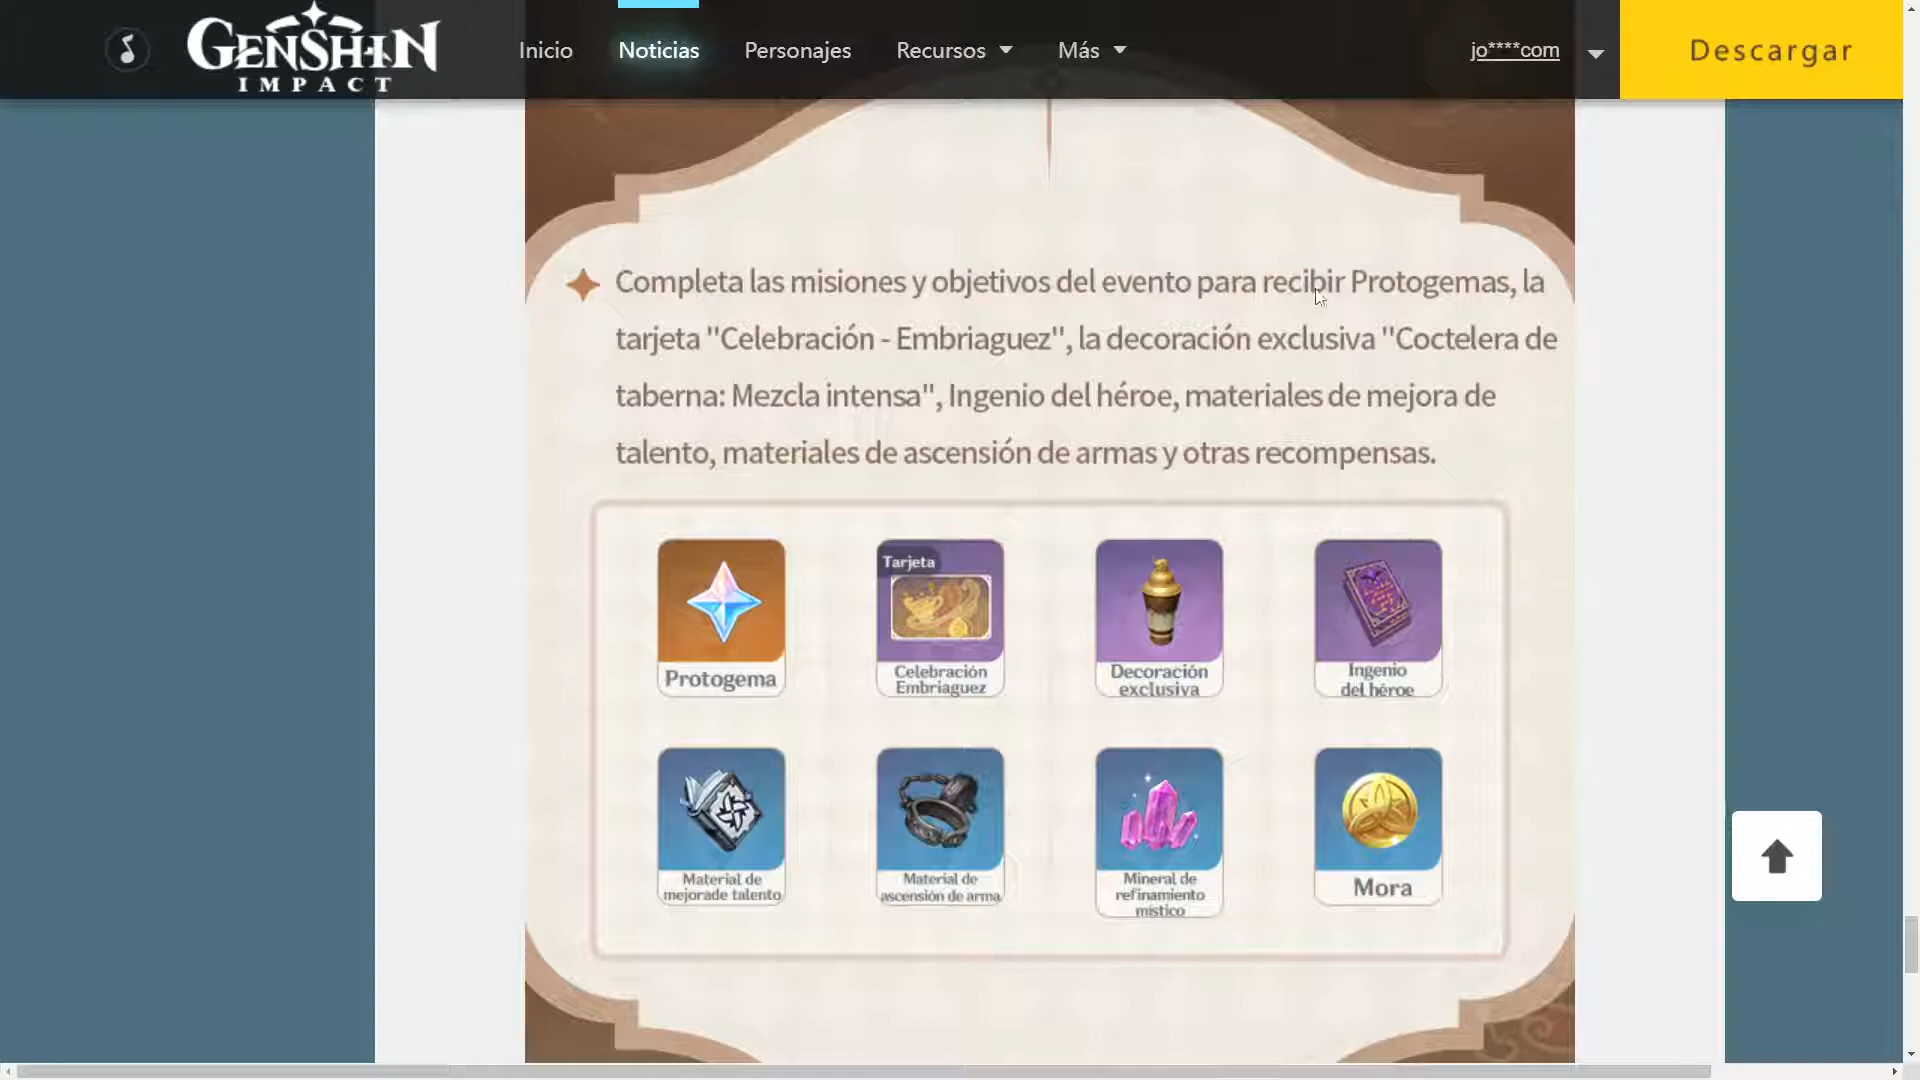 GENSHIN
IMPACT
Inicio
Noticias
Personajes
Recursos
Más
jo****com
Descargar
Completa las misiones y objetivos del evento para recibir Protogemas, la
tarjeta "Celebración - Embriaguez", la decoración exclusiva "Coctelera de
taberna: Mezcla intensa", Ingenio del héroe, materiales de mejora de
talento, materiales de ascensión de armas y otras recompensas.
Protogema
Tarjeta
Celebración
Embriaguez
Decoración
exclusiva
Ingenio
del héroe
Material de
mejorade talento
Material de
ascensión de arma
Mineral de
refinamiento
místico
Mora